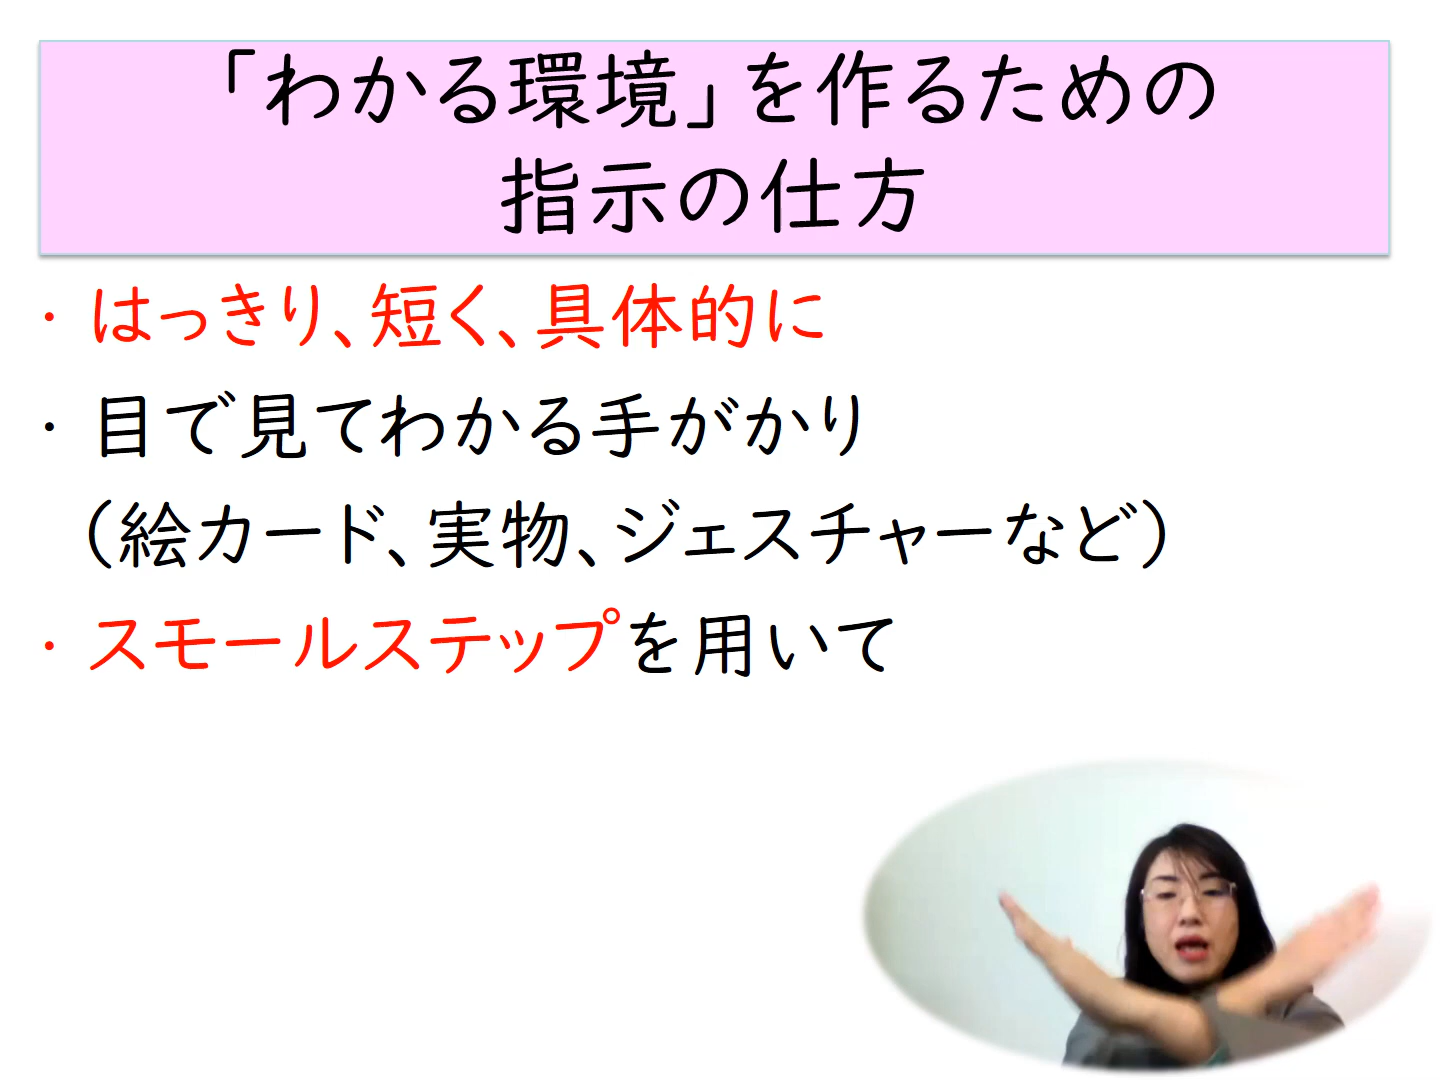 「わかる環境」を作るための
指示の仕方
・はっきり、短く、具体的に
・目で見てわかる手がかり
（絵カード、実物、ジェスチャーなど）
・スモールステップを用いて